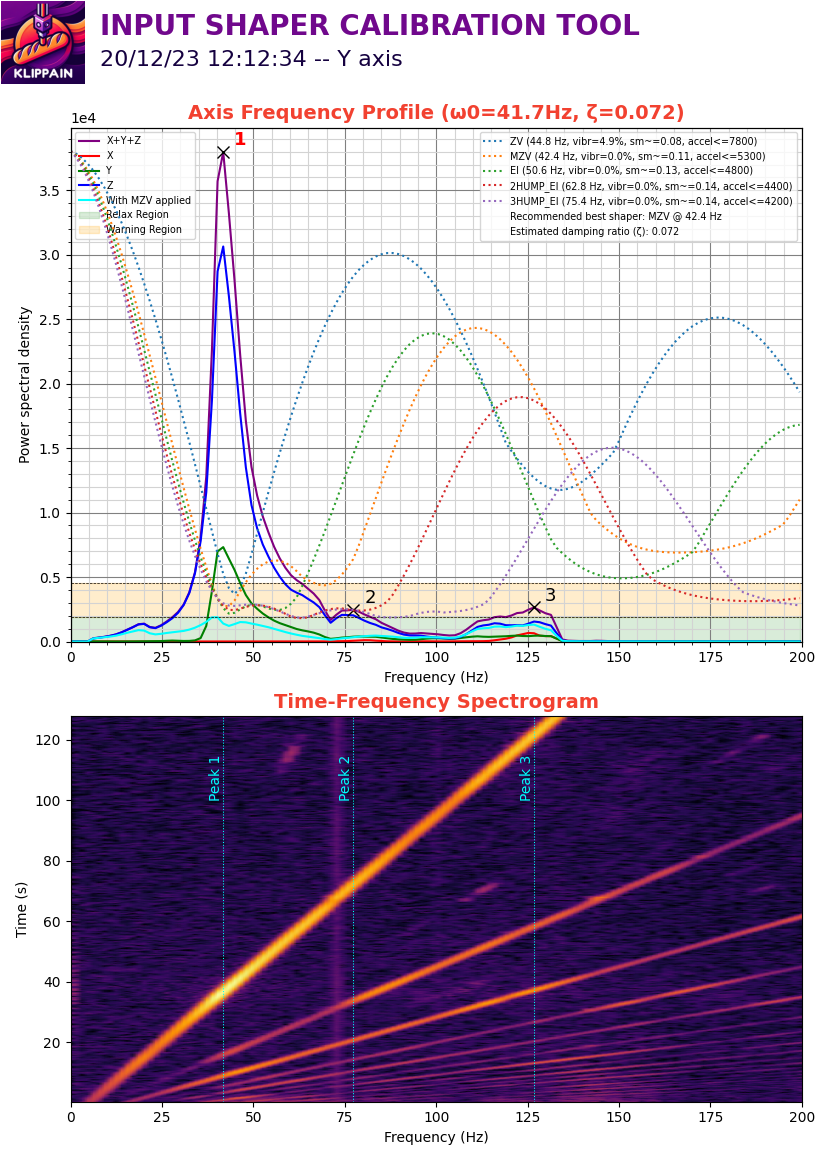 INPUT SHAPER CALIBRATION TOOL
20/12/23 12:12:34 -- Y axis
KLIPPAIN
Axis Frequency Profile (ω0=41.7Hz, ζ=0.072)
1e4
X+Y+Z
X
Y
Z
With MZV applied
Relax Region
Warning Region
ZV (44.8 Hz, vibr=4.9%, sm~=0.08, accel<=7800)
MZV (42.4 Hz, vibr=0.0%, sm~=0.11, accel<=5300)
EI (50.6 Hz, vibr=0.0%, sm~=0.13, accel<=4800)
2HUMP_EI (62.8 Hz, vibr=0.0%, sm~=0.14, accel<=4400)
3HUMP_EI (75.4 Hz, vibr=0.0%, sm~=0.14, accel<=4200)
Recommended best shaper: MZV @ 42.4 Hz
Estimated damping ratio (ζ): 0.072
1
2
3
Power spectral density
3.5
3.0
2.5
2.0
1.5
1.0
0.5
0.0
0 25 50 75 100 125 150 175 200
Frequency (Hz)
Time-Frequency Spectrogram
Peak 1
Peak 2
Peak 3
Time (s)
120
100
80
60
40
20
0 25 50 75 100 125 150 175 200
Frequency (Hz)